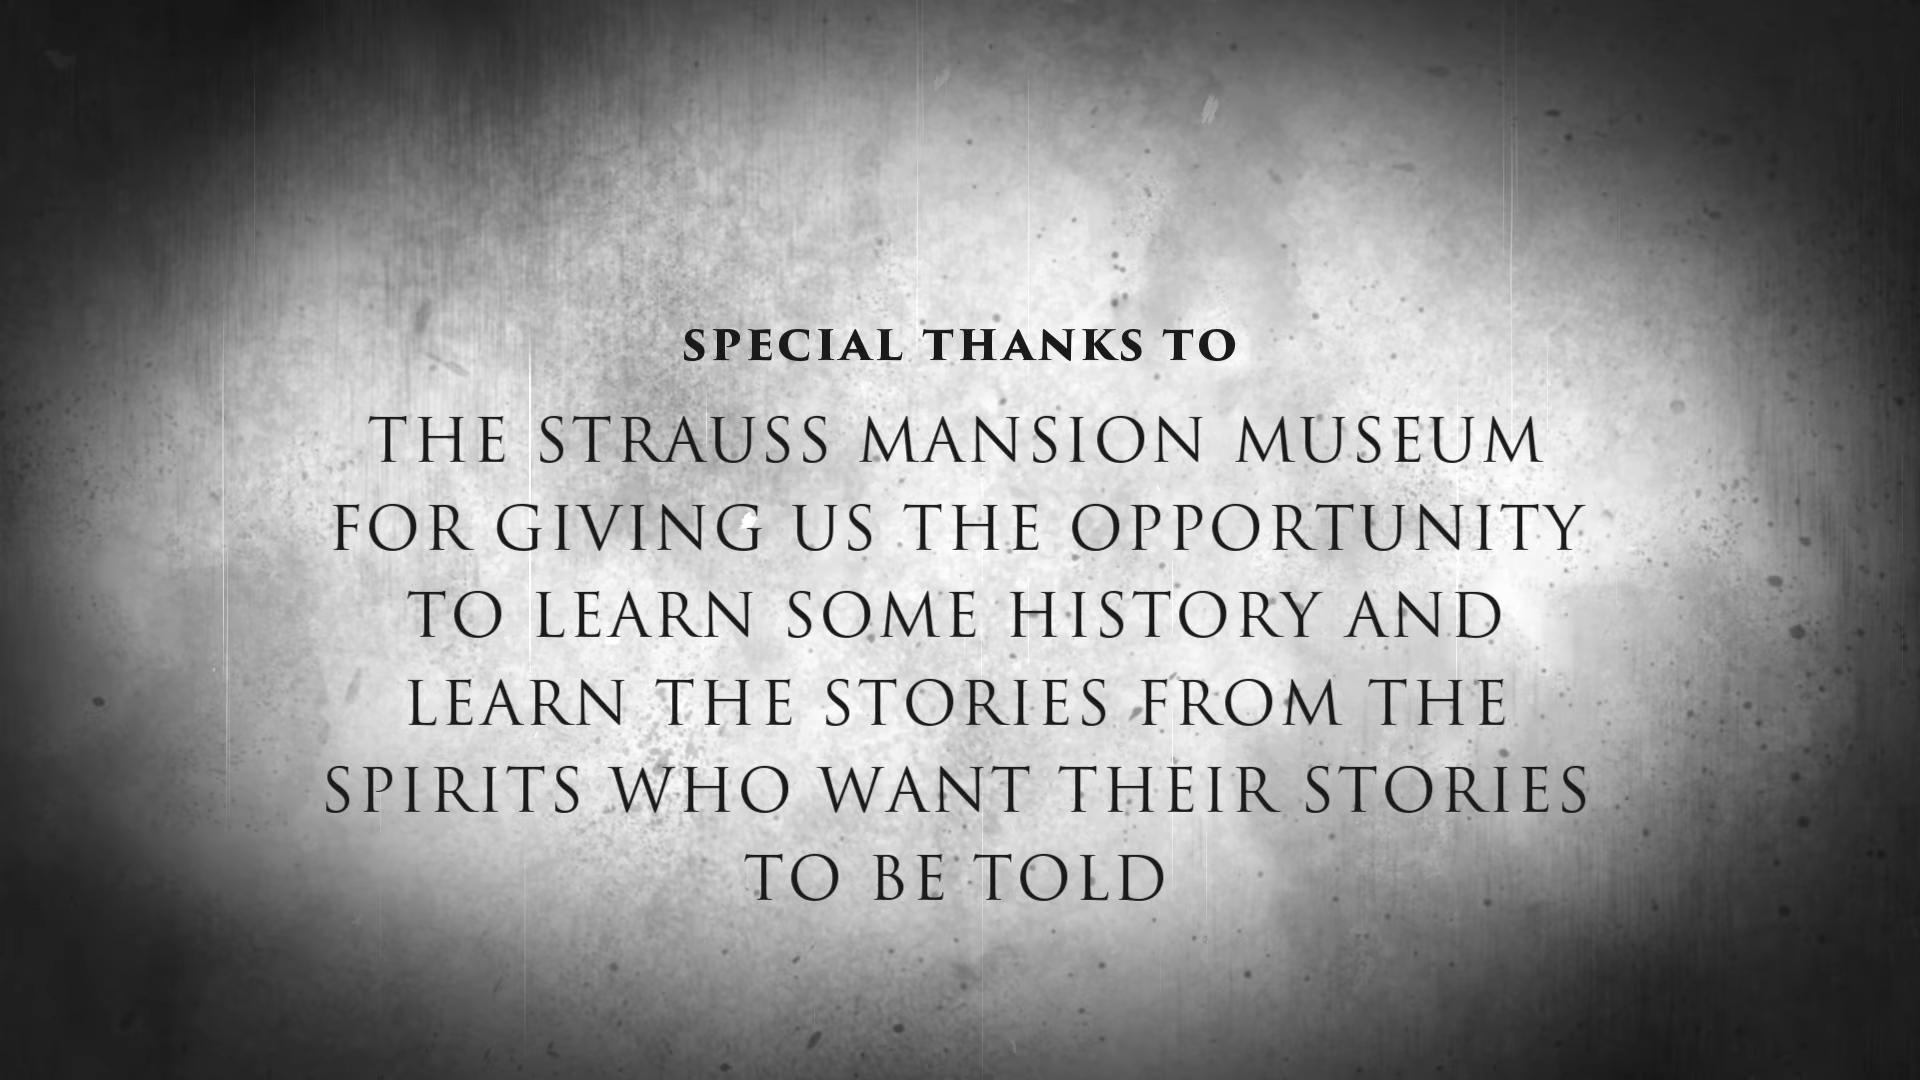 SPECIAL THANKS TO
THE STRAUSS MANSION MUSEUM
FOR GIVING US THE OPPORTUNITY
TO LEARN SOME HISTORY AND
LEARN THE STORIES FROM THE
SPIRITS WHO WANT THEIR STORIES
TO BE TOLD